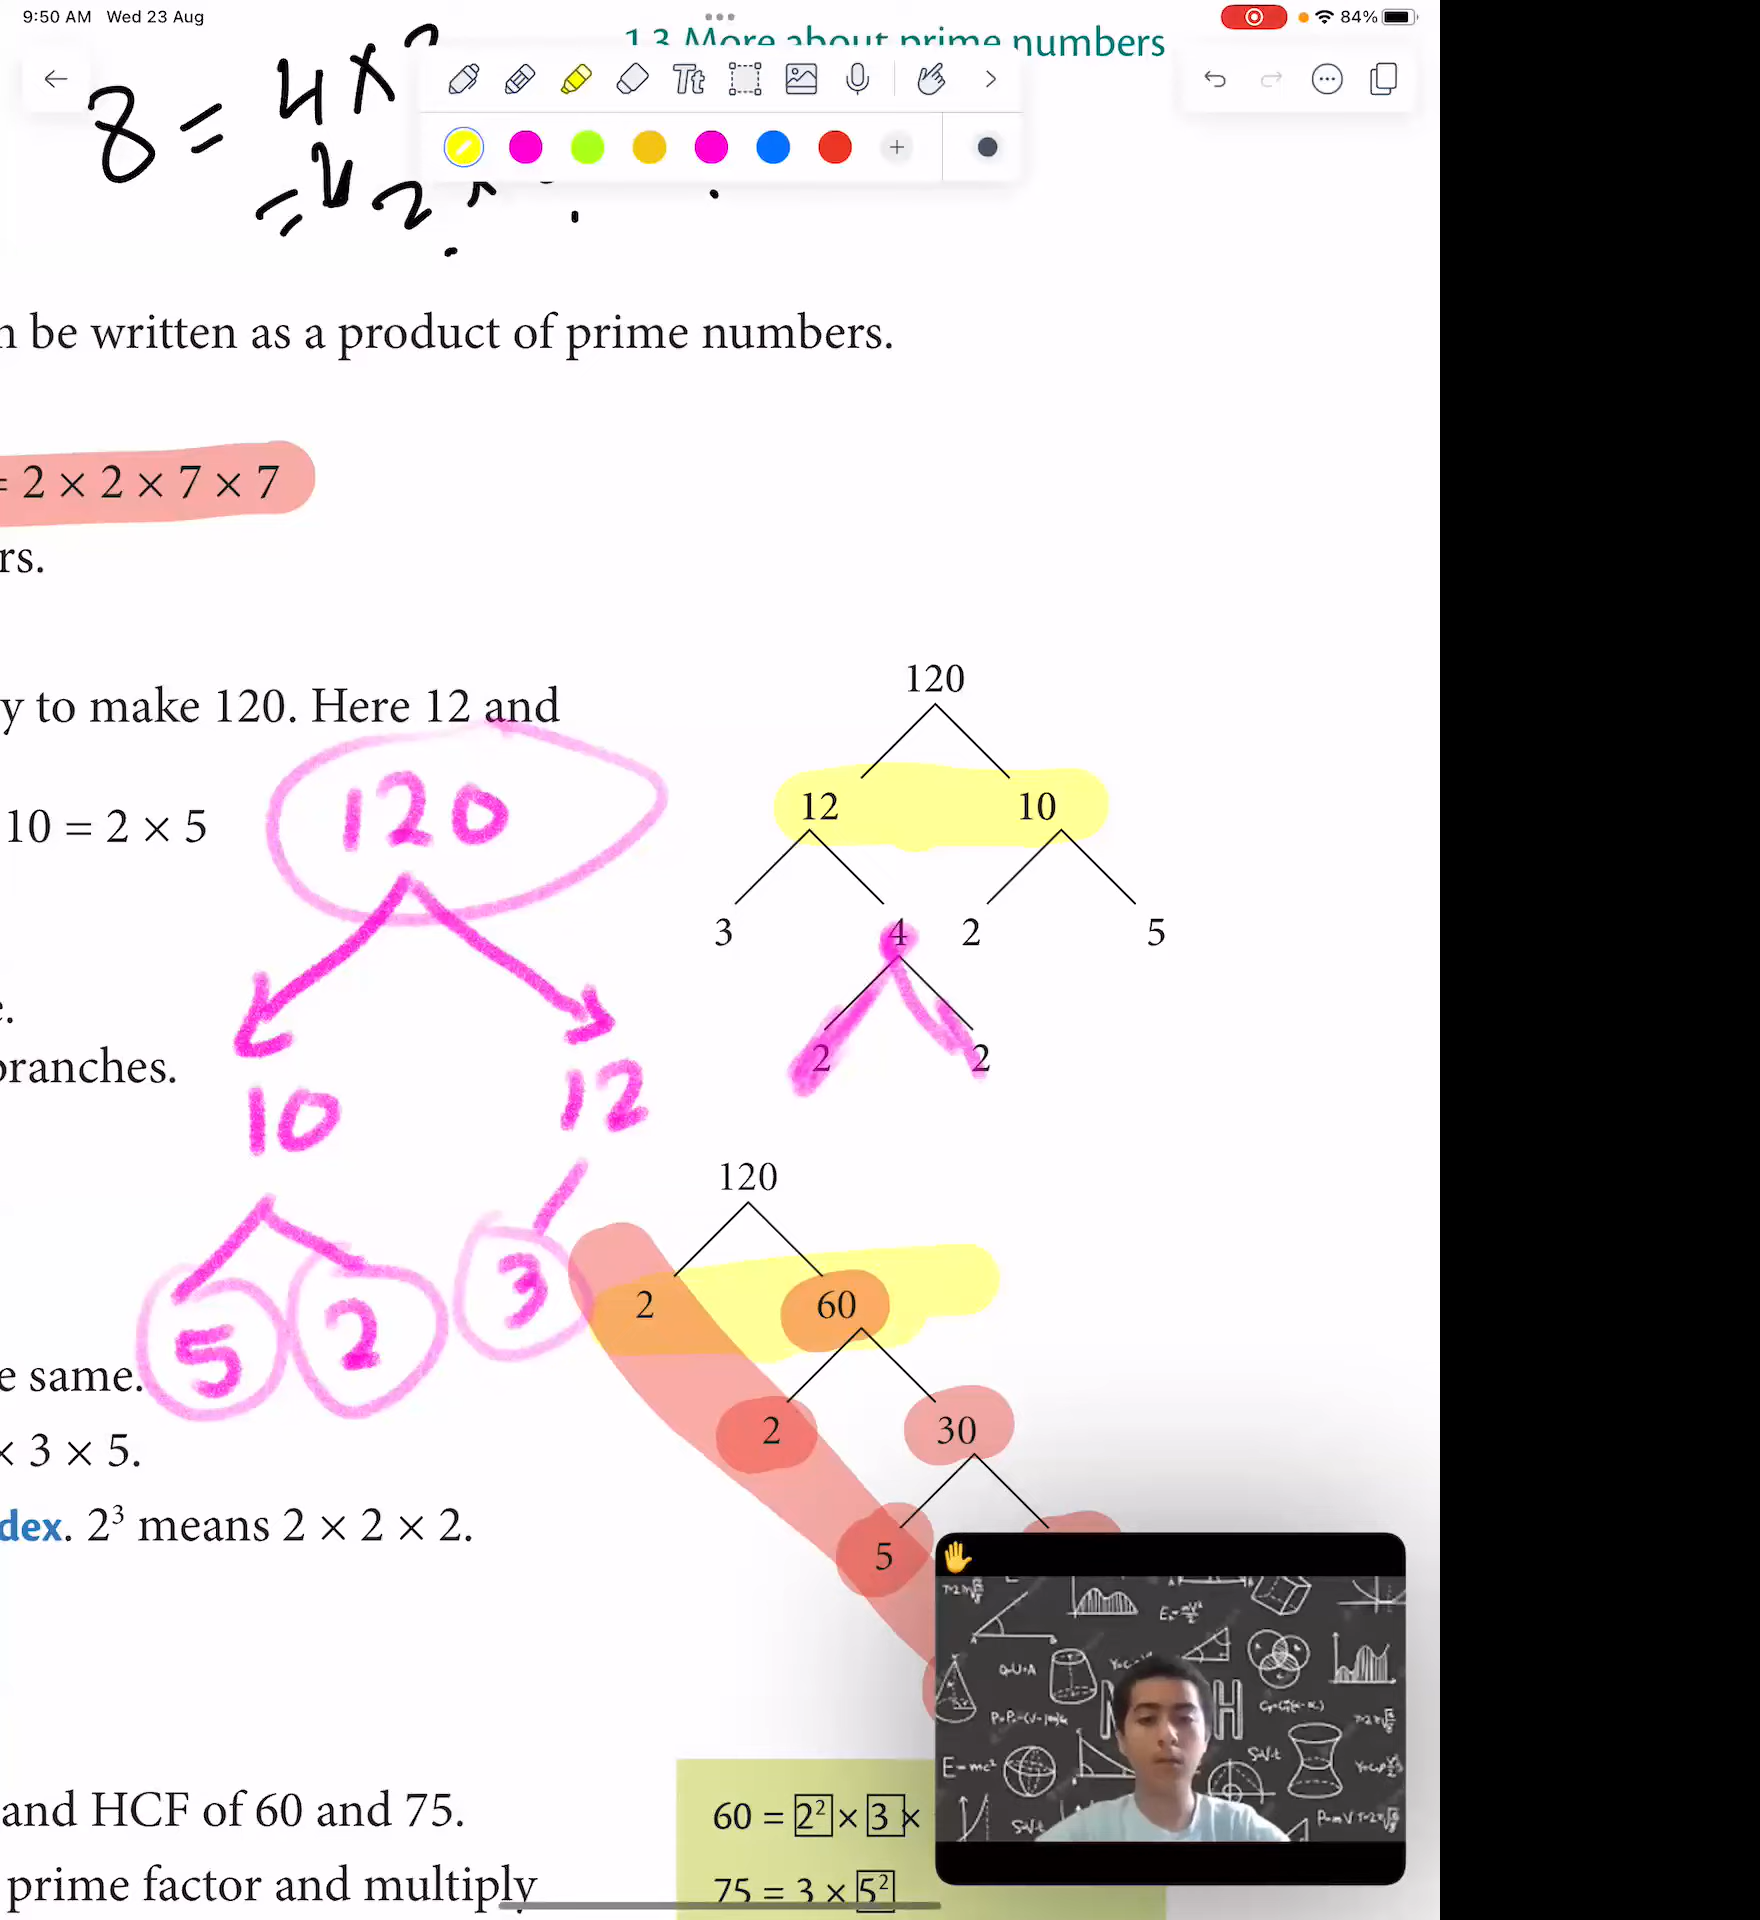 9:50 AM Wed 23 Aug
84%
1.3 More about prime numbers
8 = 4 ×
= 2
Tt
n be written as a product of prime numbers.
= 2 × 2 × 7 × 7
rs.
y to make 120. Here 12 and
10 = 2 × 5
120
10 12
5 2 3
120
12 10
3 4 2 5
2 2
e.
branches.
120
2 60
2 30
5
e same.
× 3 × 5.
dex. 2³ means 2 × 2 × 2.
and HCF of 60 and 75.
prime factor and multiply
60 = 2² × 3 ×
75 = 3 × 5²
E=mc²